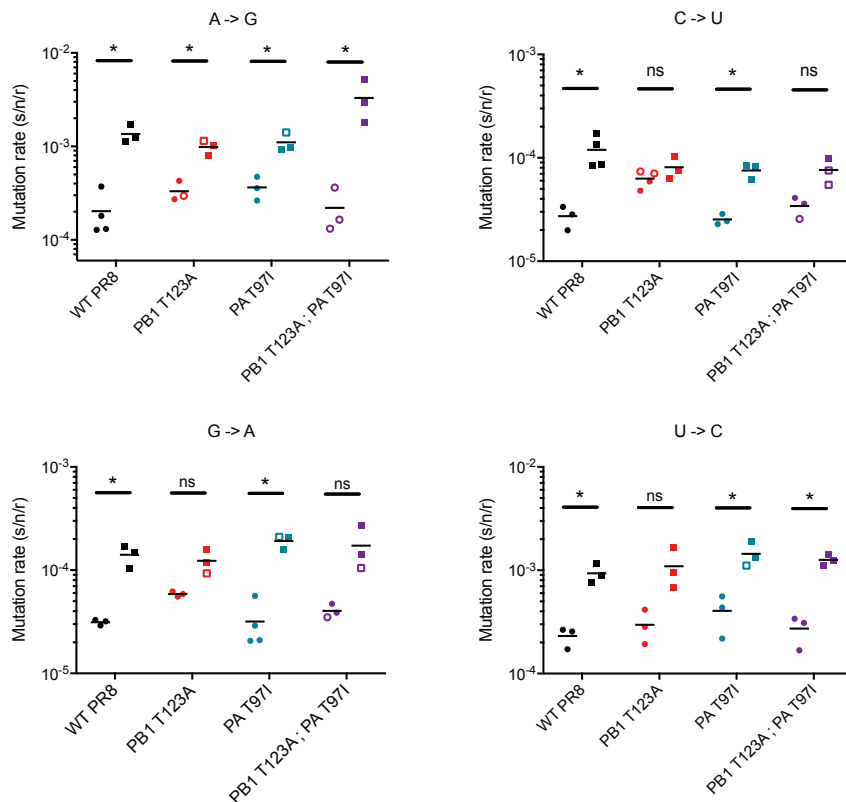 A -> G
Mutation rate (s/n/r)
10-2
10-3
10-4
* * * *
WT PR8
PB1 T123A
PA T97I
PB1 T123A ; PA T97I
C -> U
Mutation rate (s/n/r)
10-3
10-4
10-5
* ns * ns
WT PR8
PB1 T123A
PA T97I
PB1 T123A ; PA T97I
G -> A
Mutation rate (s/n/r)
10-3
10-4
10-5
* ns * ns
WT PR8
PB1 T123A
PA T97I
PB1 T123A ; PA T97I
U -> C
Mutation rate (s/n/r)
10-2
10-3
10-4
* ns * *
WT PR8
PB1 T123A
PA T97I
PB1 T123A ; PA T97I